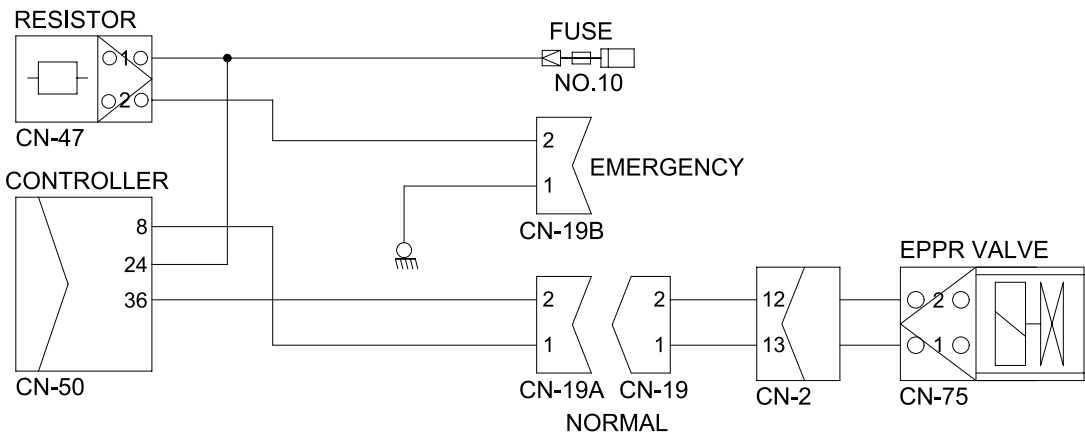 RESISTOR
1
2
CN-47
FUSE
NO.10
2
1
EMERGENCY
CN-19B
CONTROLLER
8
24
36
CN-50
2
1
CN-19A
2
1
CN-19
NORMAL
12
13
CN-2
EPPR VALVE
2
1
CN-75